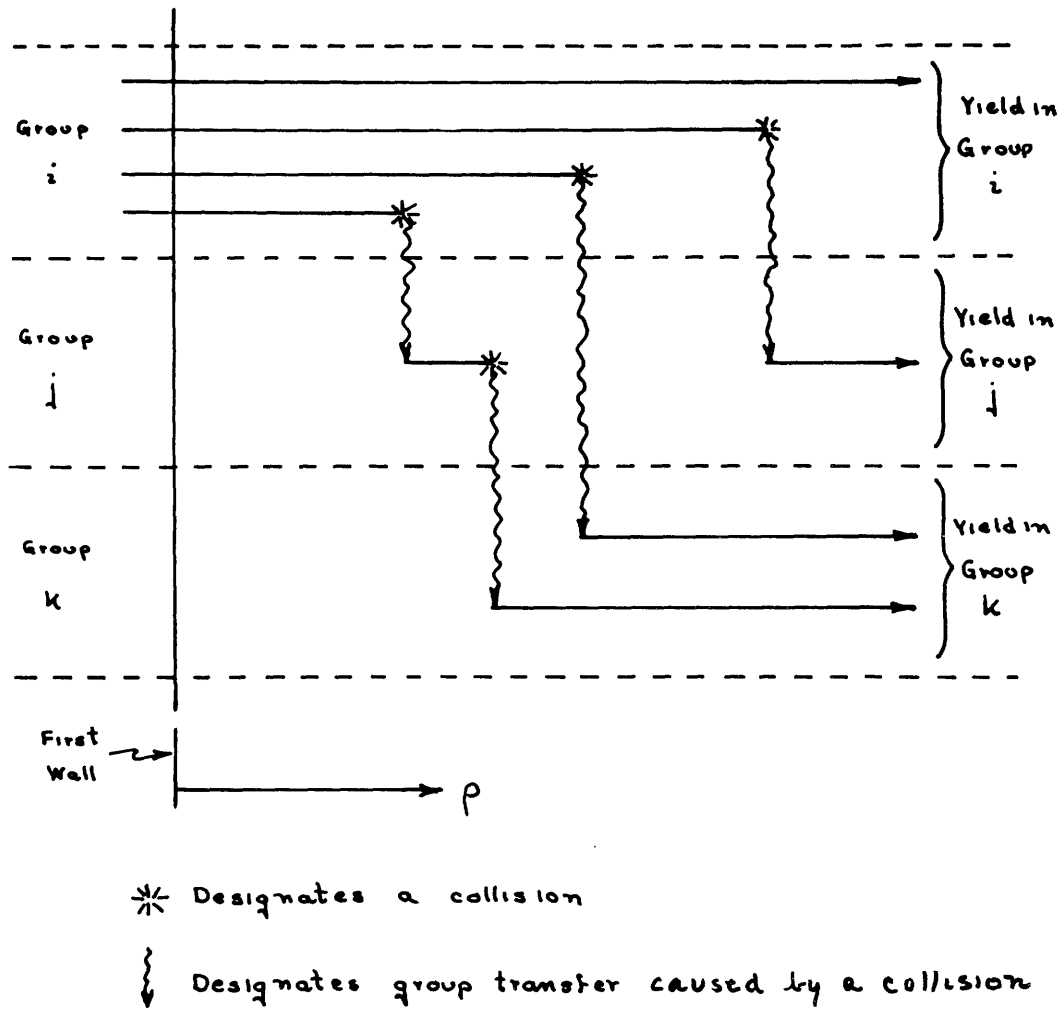 Group
i
Yield in
Group
i
Group
j
Yield in
Group
j
Group
k
Yield in
Group
k
First
Wall
ρ
Designates a collision
Designates group transfer caused by a collision